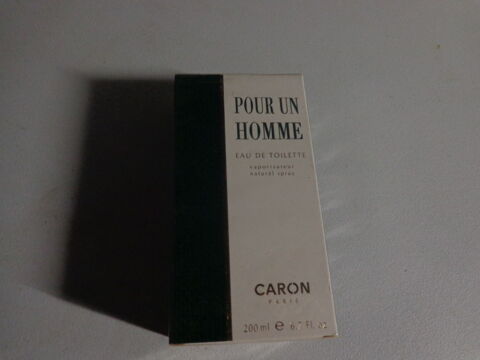 POUR UN
HOMME
EAU DE TOILETTE
vaporisateur
natural spray
CARON
PARIS
200 ml e 6.7 Fl. oz